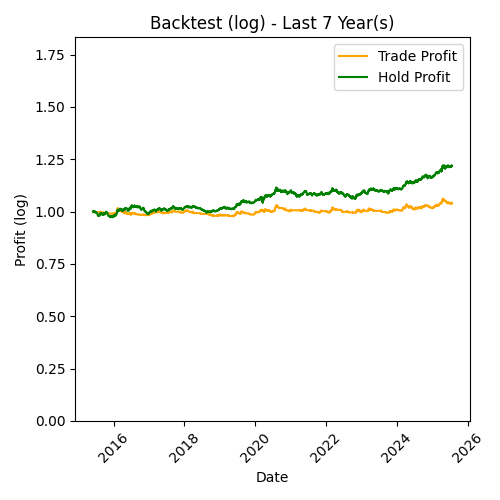 Backtest (log) - Last 7 Year(s)
Trade Profit
Hold Profit
Profit (log)
1.75
1.50
1.25
1.00
0.75
0.50
0.25
0.00
2016
2018
2020
2022
2024
2026
Date